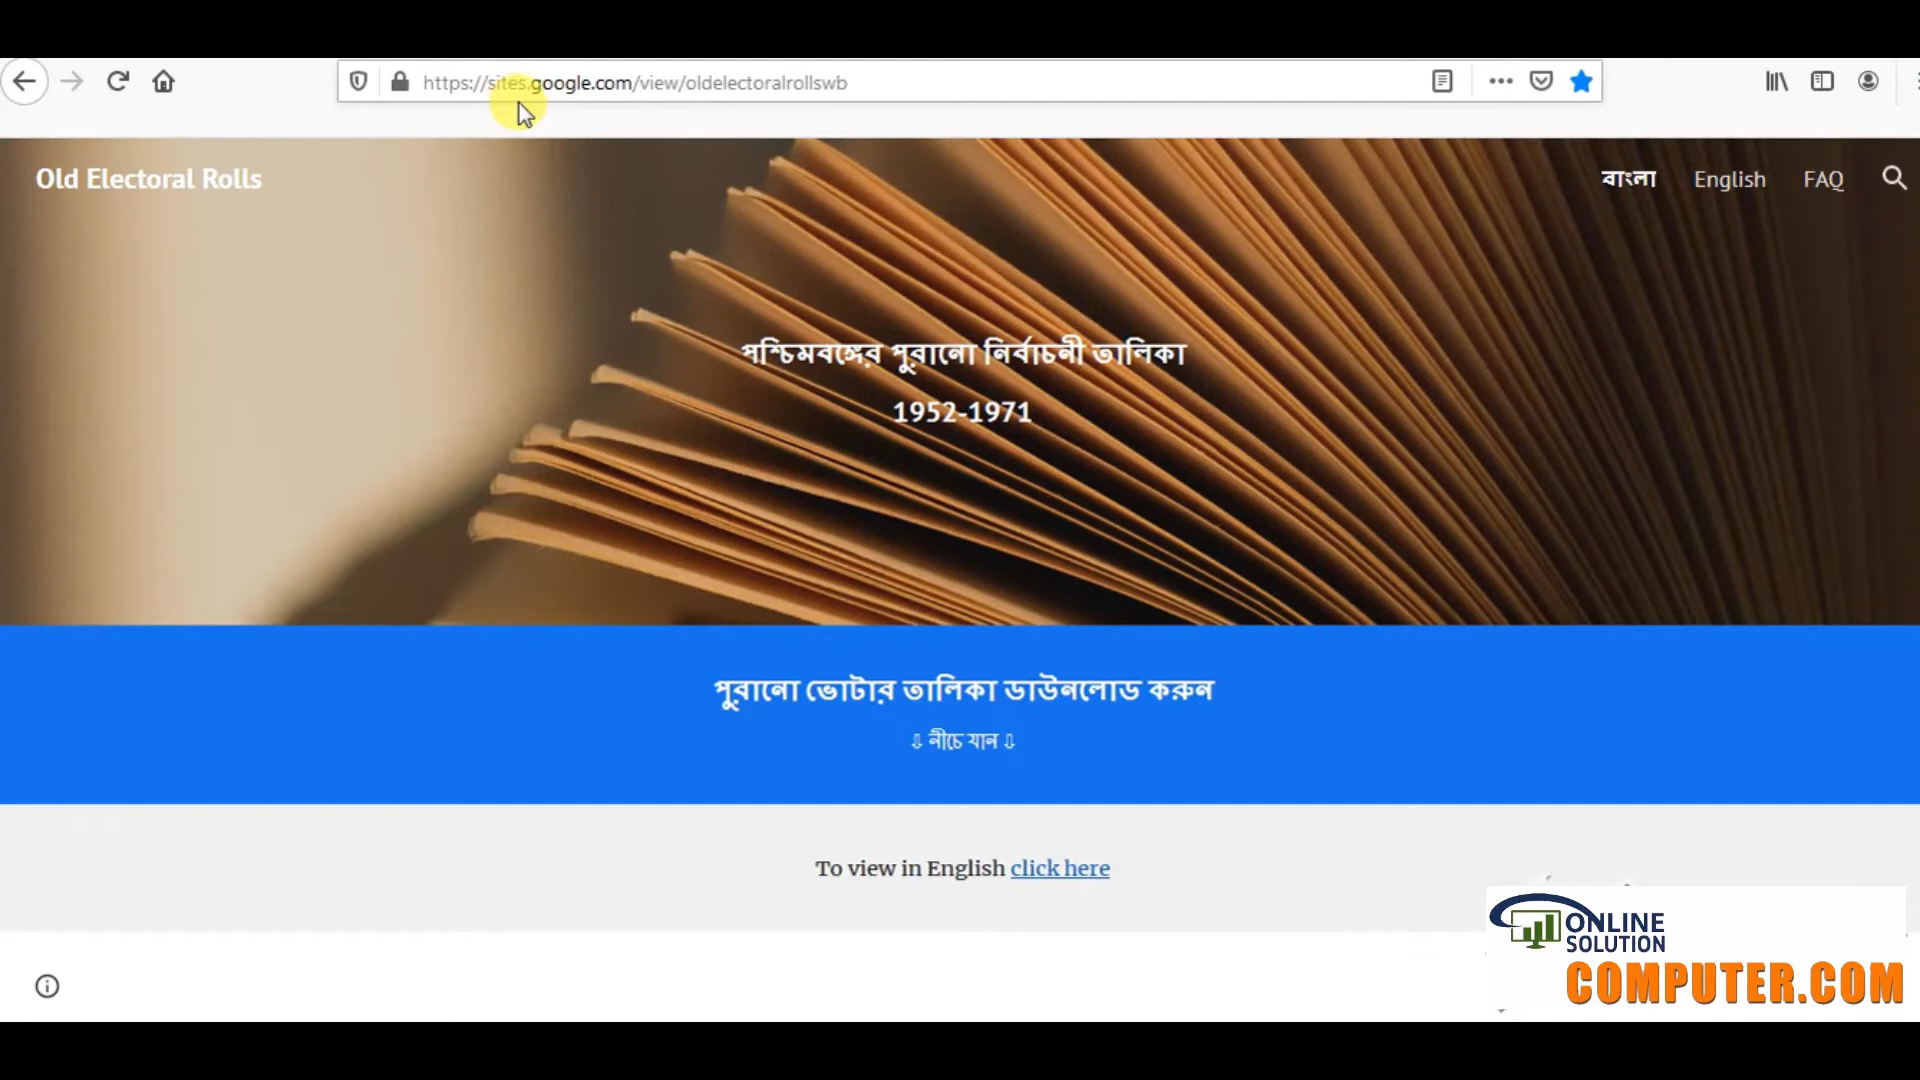 https://sites.google.com/view/oldelectoralrollswb
Old Electoral Rolls
বাংলা English FAQ
পশ্চিমবঙ্গের পুরানো নির্বাচনী তালিকা
1952-1971
পুরানো ভোটার তালিকা ডাউনলোড করুন
⇩ নীচে যান ⇩
To view in English click here
ONLINE
SOLUTION
COMPUTER.COM